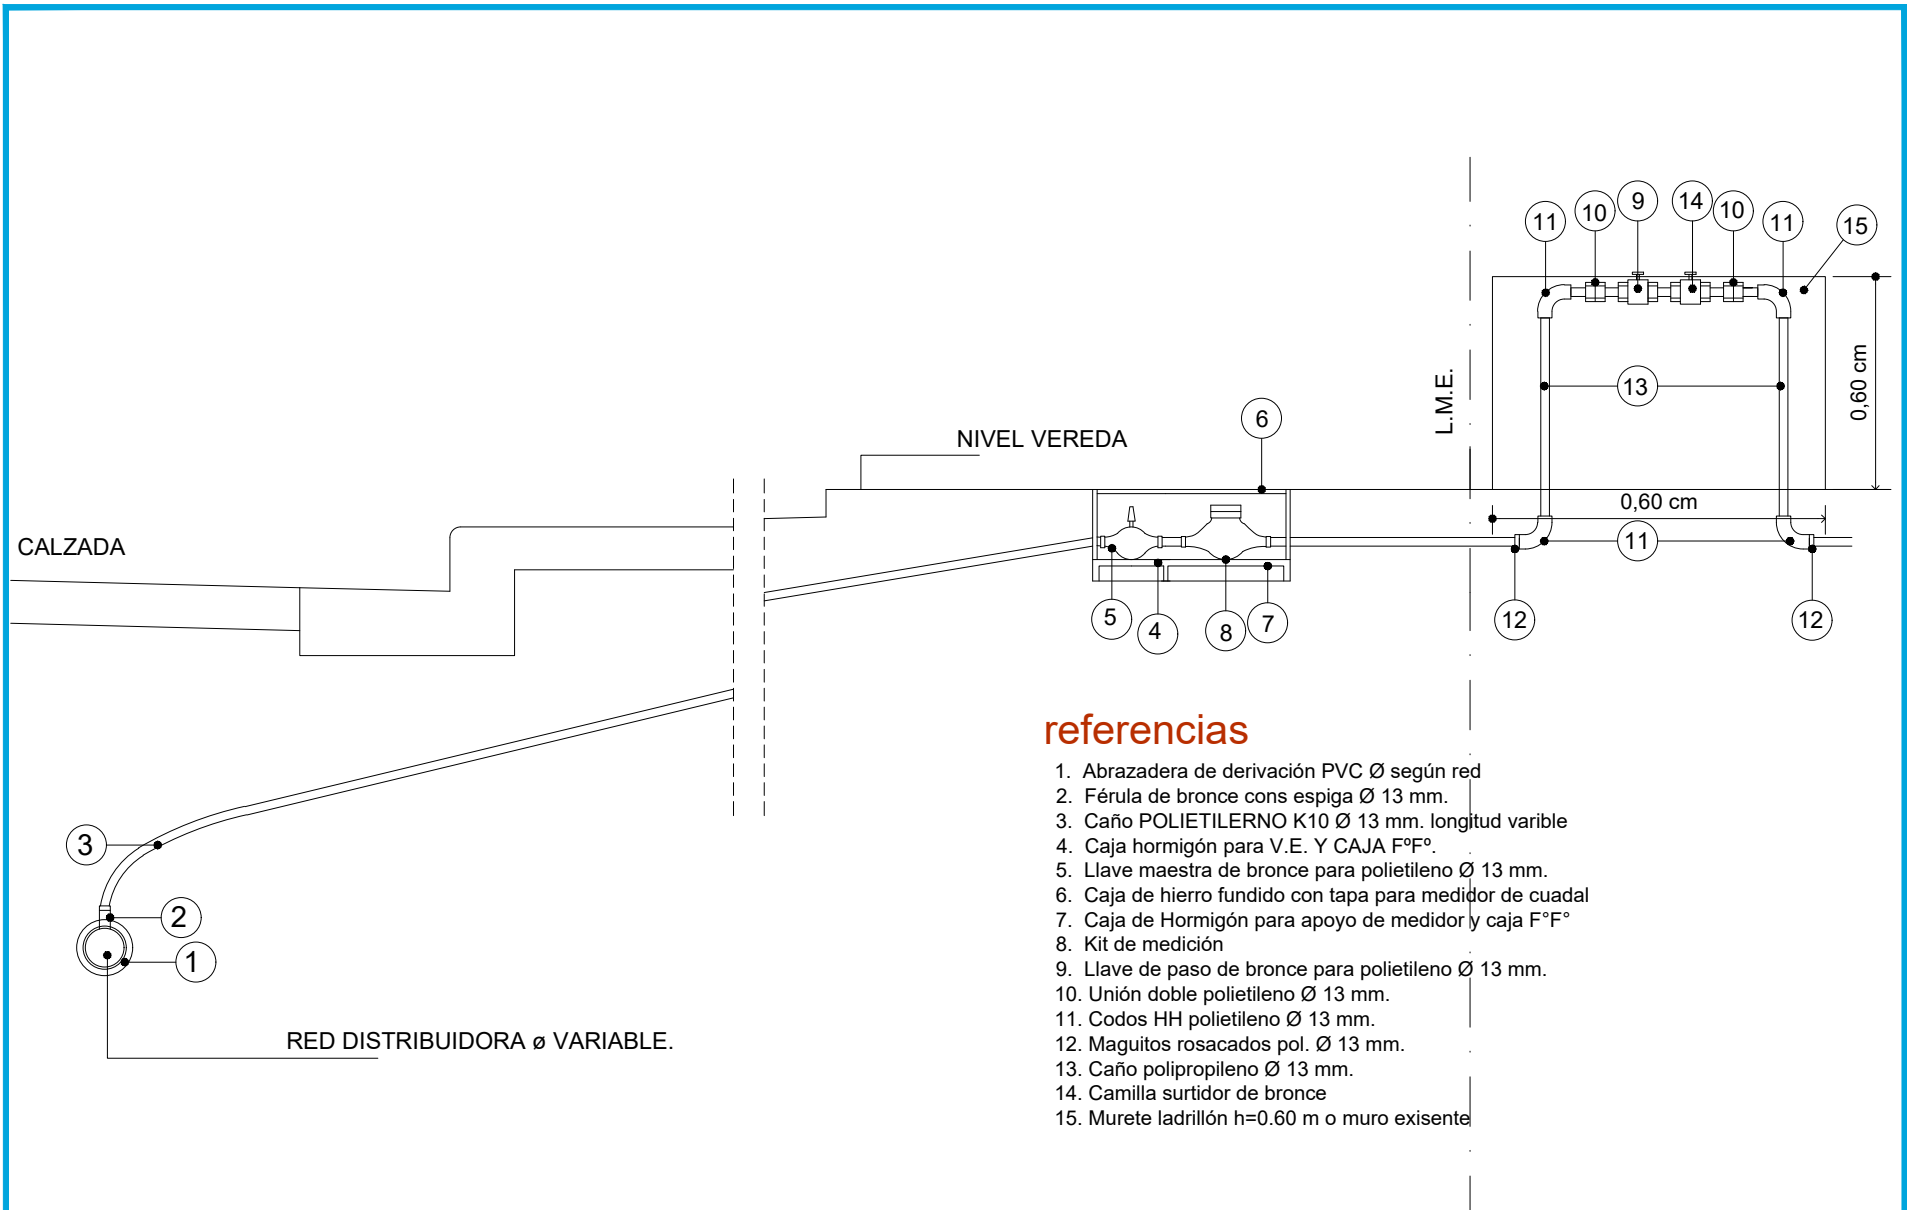 11
10
9
14
10
11
15
13
0,60 cm
L.M.E.
6
NIVEL VEREDA
0,60 cm
CALZADA
11
5
4
8
7
12
12
3
2
1
RED DISTRIBUIDORA ø VARIABLE.
referencias
1. Abrazadera de derivación PVC Ø según red
2. Férula de bronce cons espiga Ø 13 mm.
3. Caño POLIETILERNO K10 Ø 13 mm. longitud varible
4. Caja hormigón para V.E. Y CAJA FºFº.
5. Llave maestra de bronce para polietileno Ø 13 mm.
6. Caja de hierro fundido con tapa para medidor de cuadal
7. Caja de Hormigón para apoyo de medidor y caja F°F°
8. Kit de medición
9. Llave de paso de bronce para polietileno Ø 13 mm.
10. Unión doble polietileno Ø 13 mm.
11. Codos HH polietileno Ø 13 mm.
12. Maguitos rosacados pol. Ø 13 mm.
13. Caño polipropileno Ø 13 mm.
14. Camilla surtidor de bronce
15. Murete ladrillón h=0.60 m o muro exisente